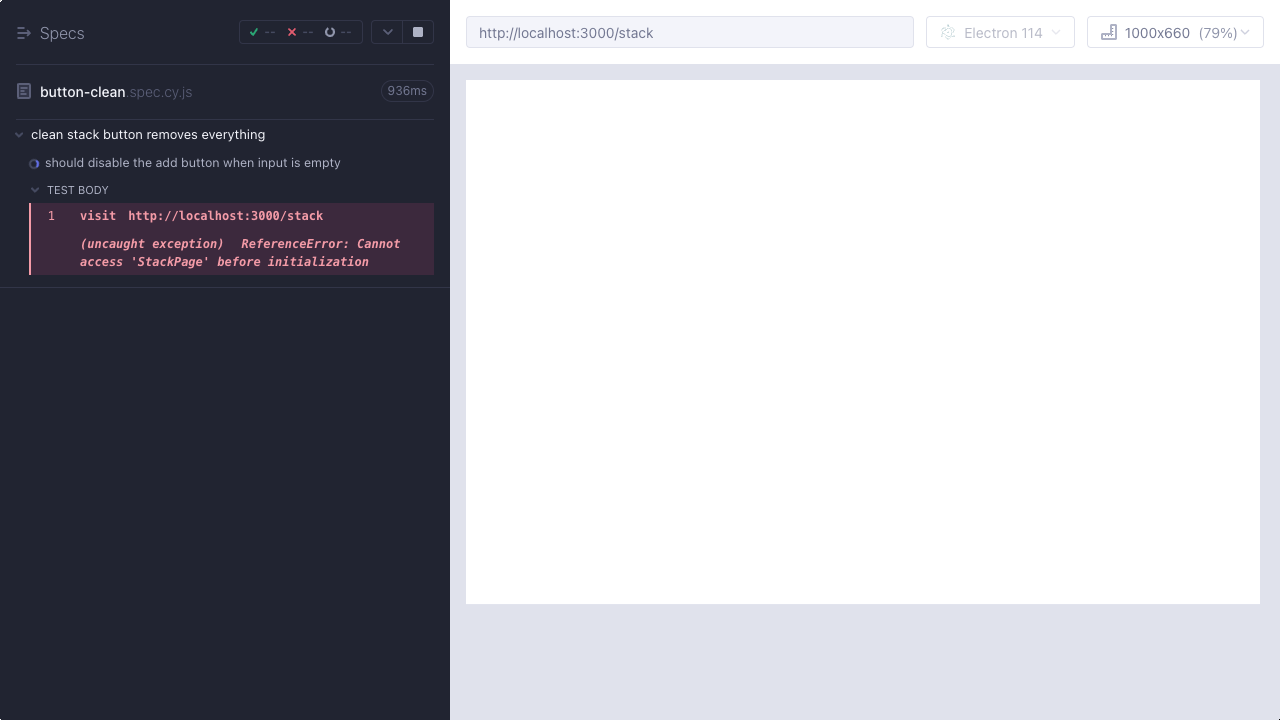 Specs
--
--
--
http://localhost:3000/stack
Electron 114
1000x660 (79%)
button-clean.spec.cy.js
936ms
clean stack button removes everything
should disable the add button when input is empty
TEST BODY
1 visit http://localhost:3000/stack
(uncaught exception) ReferenceError: Cannot
access 'StackPage' before initialization